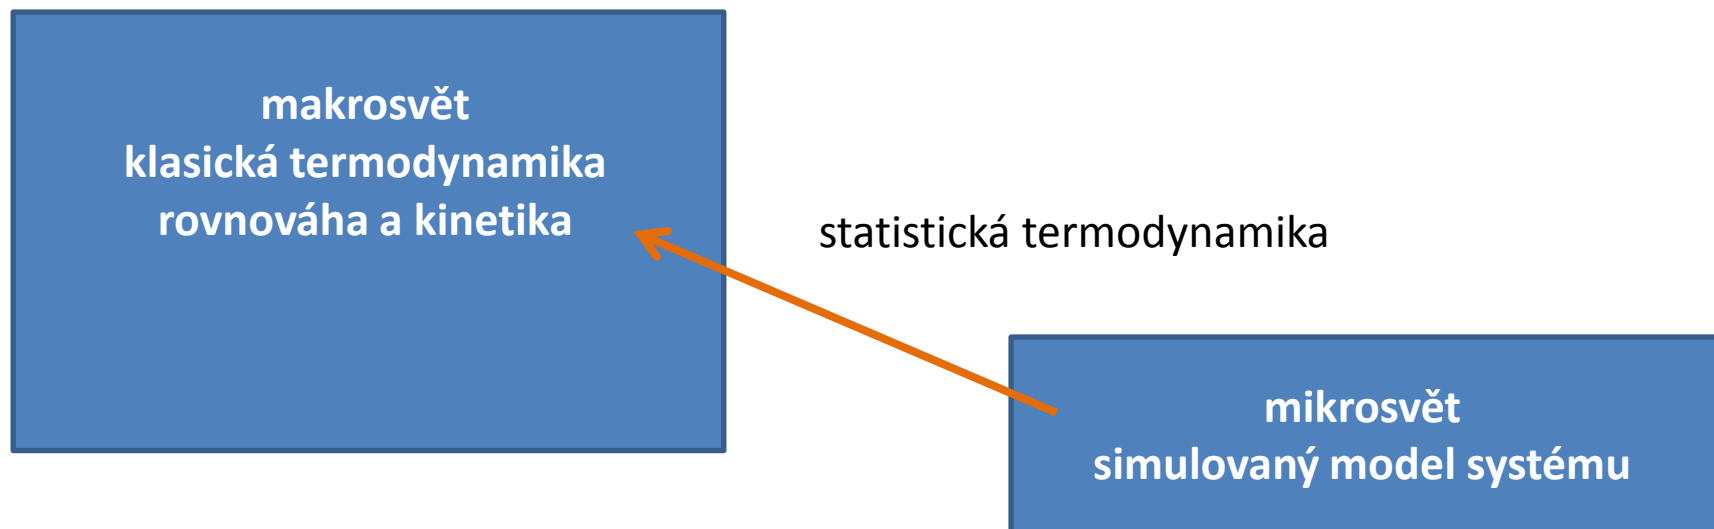 makrosvět
klasická termodynamika
rovnováha a kinetika
statistická termodynamika
mikrosvět
simulovaný model systému